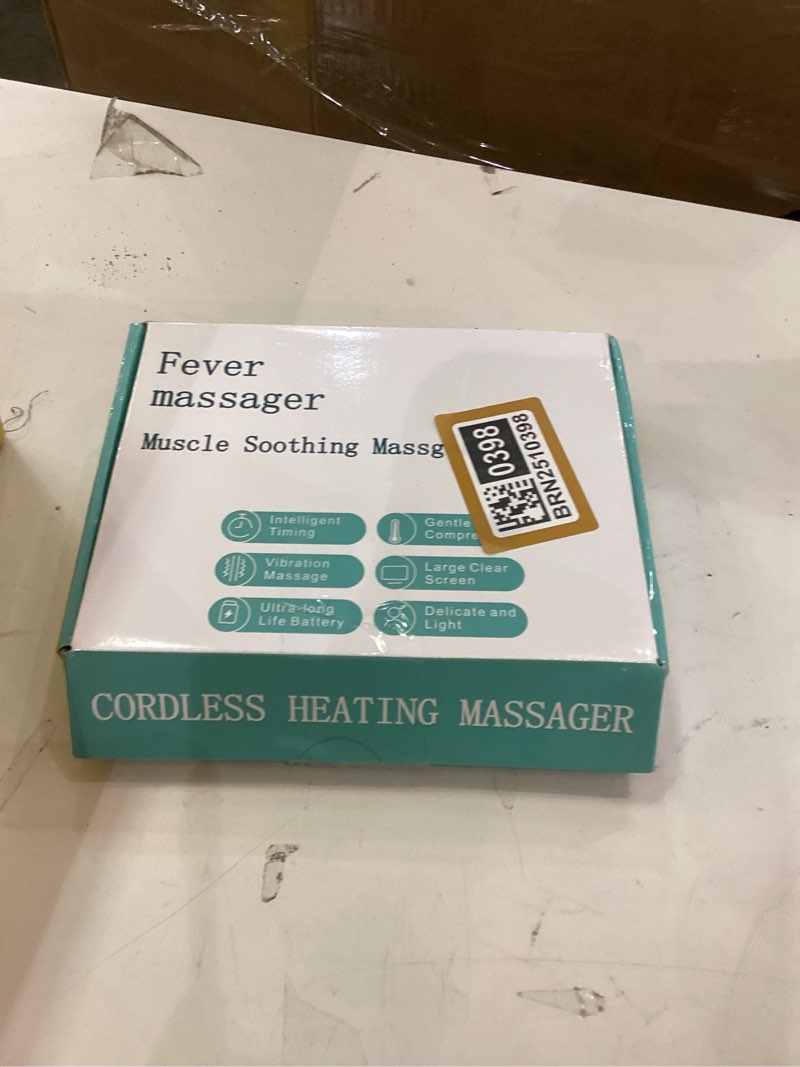 Fever
massager
Muscle Soothing Massg
0398
BRN2510398
Intelligent
Timing
Gentle
Vibration
Massage
Large Clear
Screen
Ultra-long
Life Battery
Delicate and
Light
CORDLESS HEATING MASSAGER